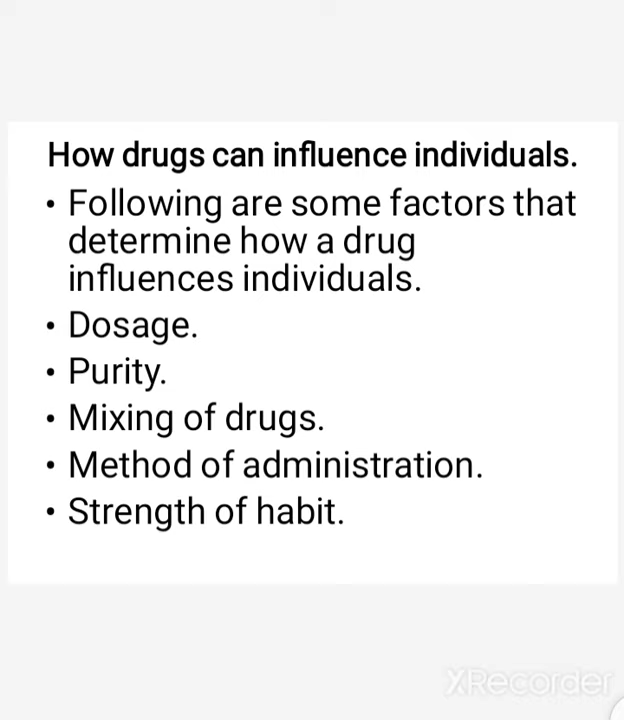 How drugs can influence individuals.
• Following are some factors that
determine how a drug
influences individuals.
• Dosage.
• Purity.
• Mixing of drugs.
• Method of administration.
• Strength of habit.
XRecorder